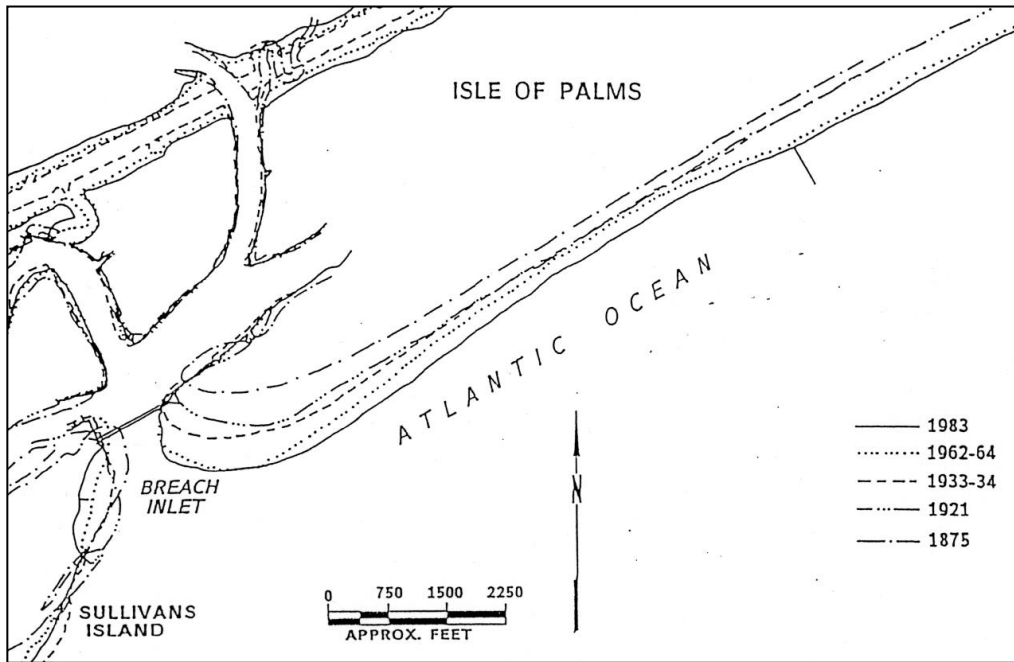 ISLE OF PALMS
ATLANTIC OCEAN
N
BREACH
INLET
SULLIVANS
ISLAND
0 750 1500 2250
APPROX. FEET
1983
1962-64
1933-34
1921
1875